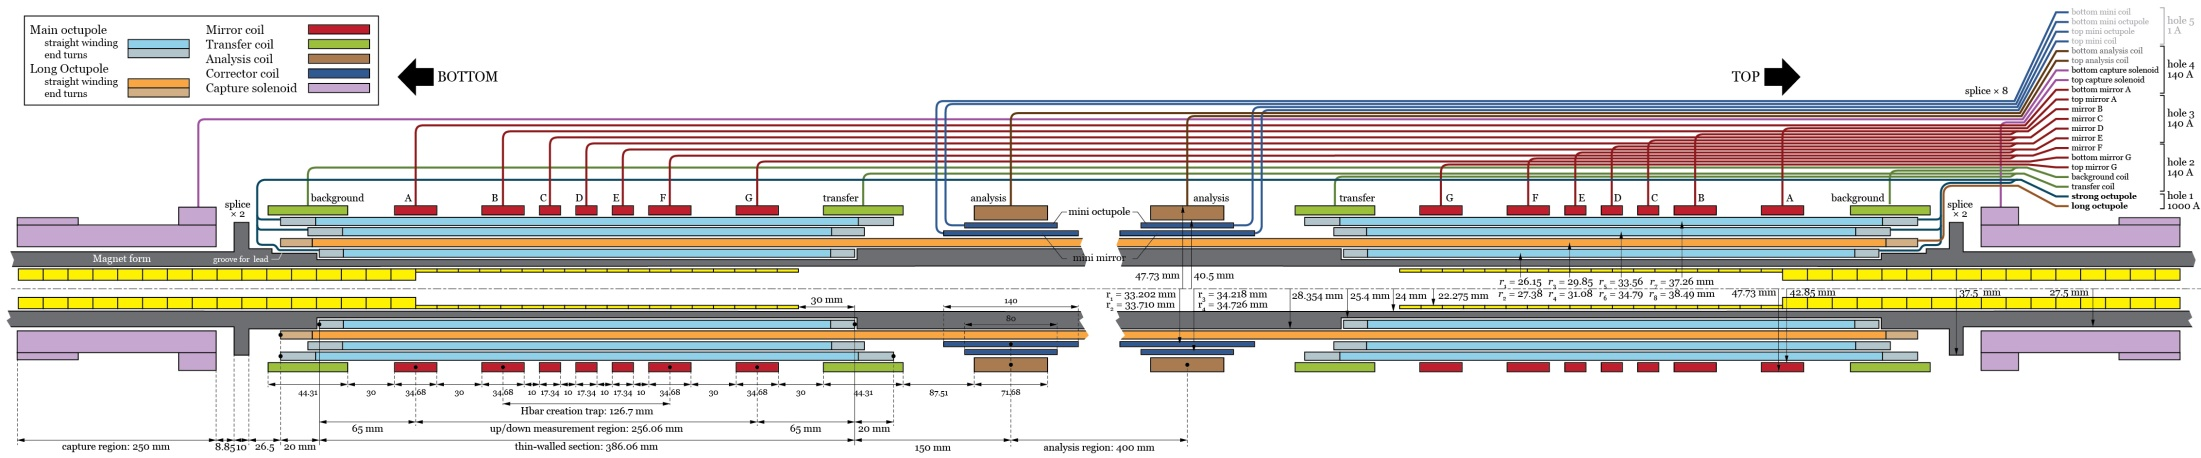 Main octupole
straight winding
end turns
Long Octupole
straight winding
end turns
Mirror coil
Transfer coil
Analysis coil
Corrector coil
Capture solenoid
BOTTOM
TOP
splice × 8
bottom mini coil
bottom mini octupole
top mini octupole
top mini coil
bottom analysis coil
top analysis coil
bottom capture solenoid
top capture solenoid
bottom mirror A
top mirror A
mirror B
mirror C
mirror D
mirror E
mirror F
bottom mirror G
top mirror G
background coil
transfer coil
strong octupole
long octupole
hole 5
1 A
hole 4
140 A
hole 3
140 A
hole 2
140 A
hole 1
1000 A
splice
× 2
background
A
B
C
D
E
F
G
transfer
analysis
mini octupole
analysis
transfer
G
F
E
D
C
B
A
background
splice
× 2
Magnet form
groove for lead
mini mirror
47.73 mm
40.5 mm
r₁ = 26.15 r₃ = 29.85 r₅ = 33.56 r₇ = 37.26 mm
r₂ = 27.38 r₄ = 31.08 r₆ = 34.79 r₈ = 38.49 mm
30 mm
140
80
r₁ = 33.202 mm
r₂ = 33.710 mm
r₃ = 34.218 mm
r₄ = 34.726 mm
28.354 mm
25.4 mm
24 mm
22.275 mm
47.73 mm
42.85 mm
37.5 mm
27.5 mm
44.31
30
34.68
30
34.68
10
17.34
10
17.34
10
17.34
10
34.68
30
34.68
30
44.31
87.51
71.68
Hbar creation trap: 126.7 mm
65 mm
up/down measurement region: 256.06 mm
65 mm
20 mm
capture region: 250 mm
8.85
10
26.5
20 mm
thin-walled section: 386.06 mm
150 mm
analysis region: 400 mm